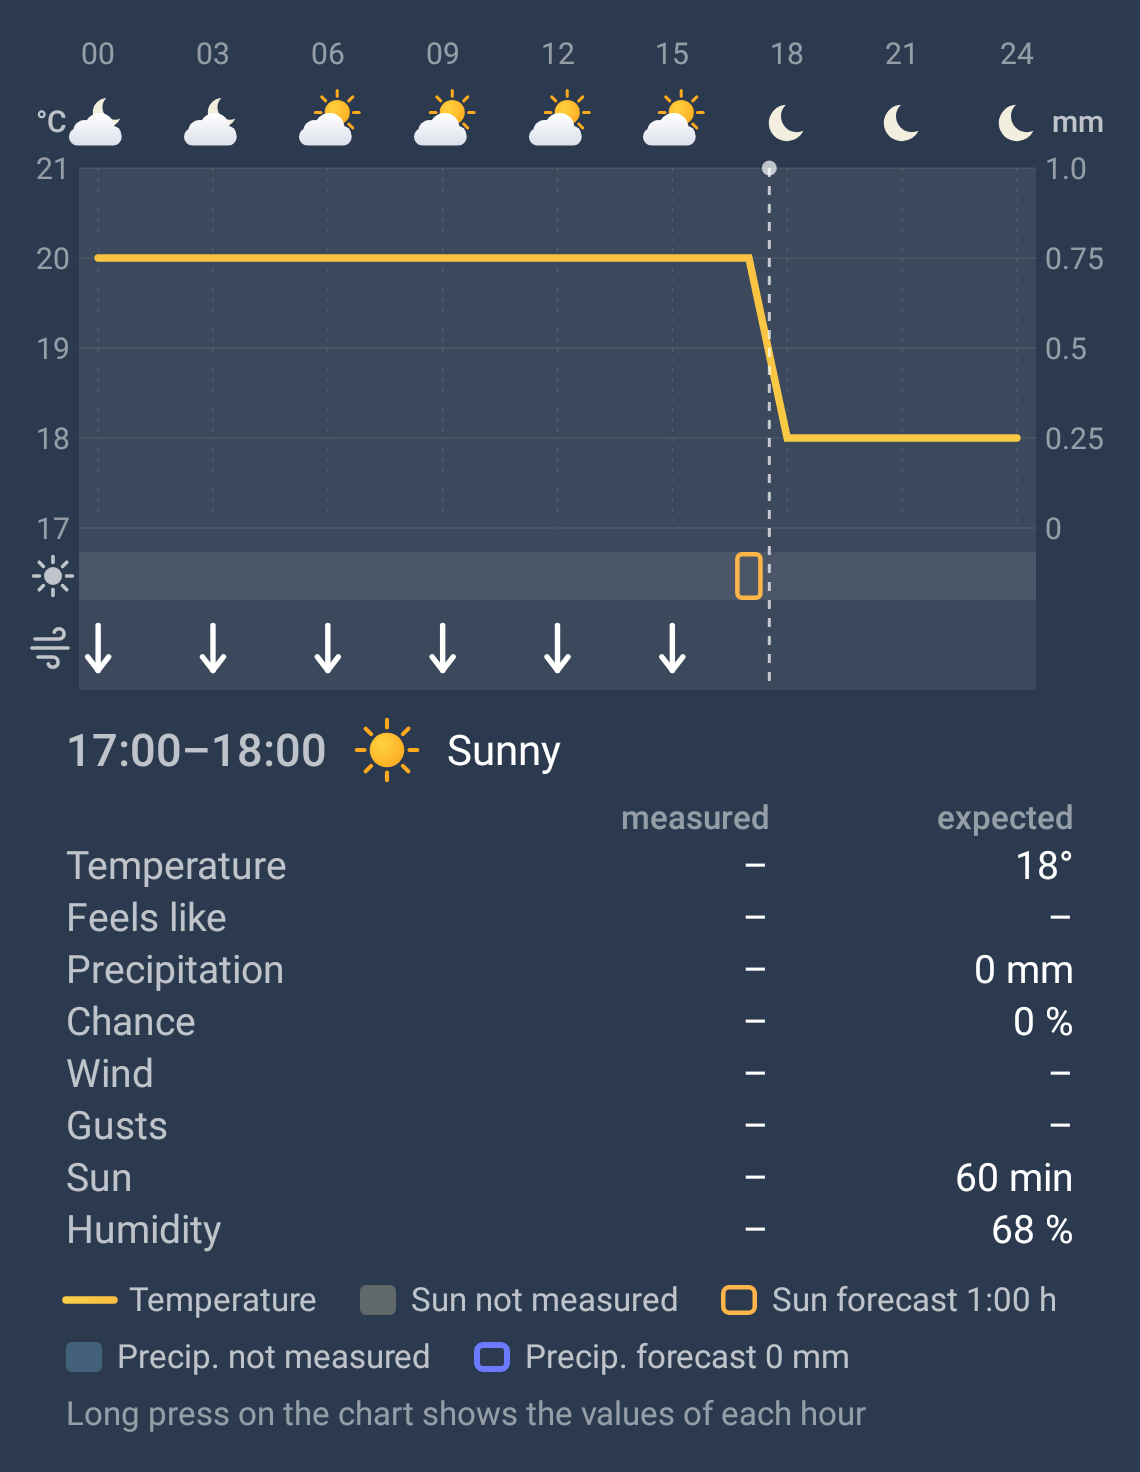 00 03 06 09 12 15 18 21 24
°C mm
21 1.0
20 0.75
19 0.5
18 0.25
17 0
17:00–18:00 Sunny
measured expected
Temperature – 18°
Feels like – –
Precipitation – 0 mm
Chance – 0 %
Wind – –
Gusts – –
Sun – 60 min
Humidity – 68 %
Temperature Sun not measured Sun forecast 1:00 h
Precip. not measured Precip. forecast 0 mm
Long press on the chart shows the values of each hour